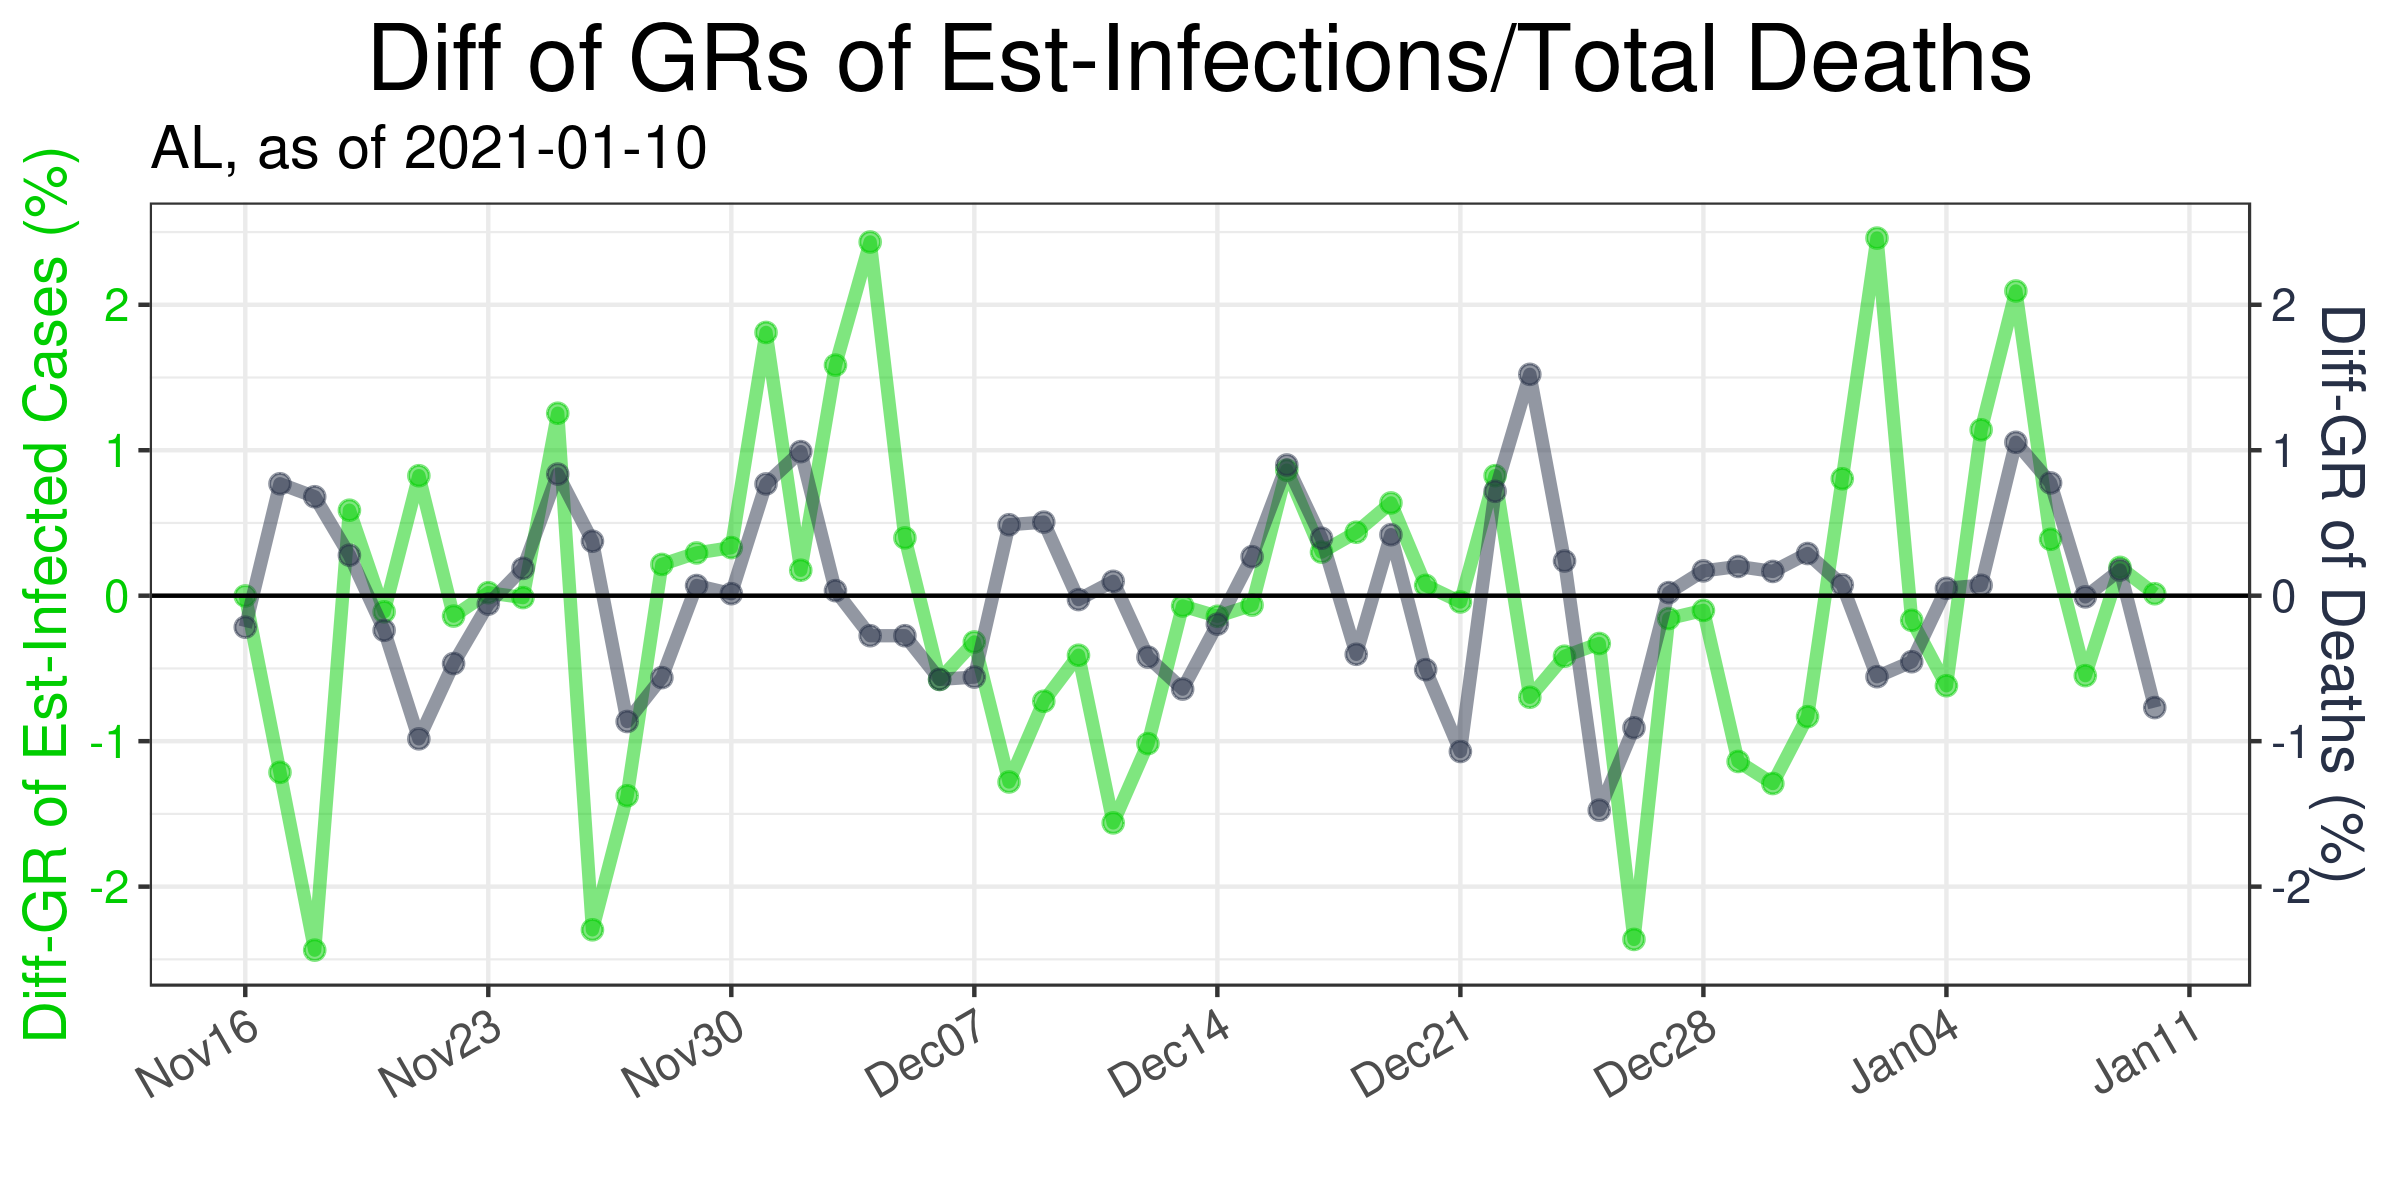 Diff of GRs of Est-Infections/Total Deaths
AL, as of 2021-01-10
Diff-GR of Est-Infected Cases (%)
2
1
0
-1
-2
2
1
0
-1
-2
Diff-GR of Deaths (%)
Nov16
Nov23
Nov30
Dec07
Dec14
Dec21
Dec28
Jan04
Jan11